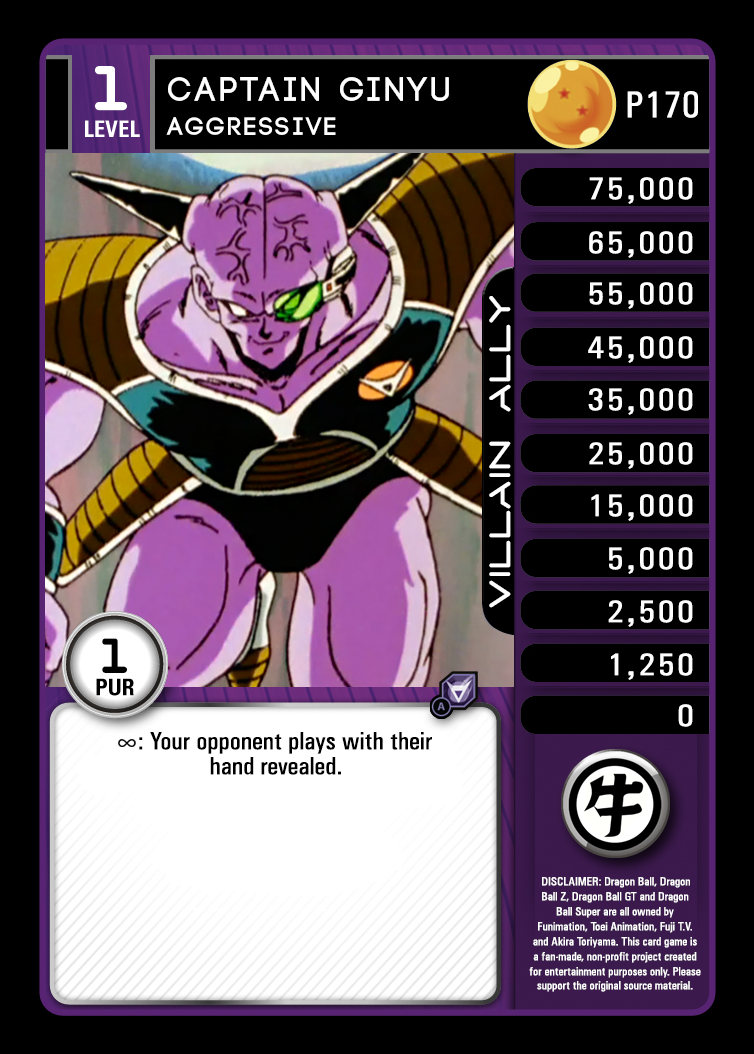 1
LEVEL
CAPTAIN GINYU
AGGRESSIVE
P170
75,000
65,000
55,000
45,000
35,000
25,000
15,000
5,000
2,500
1,250
0
VILLAIN ALLY
1
PUR
A
∞: Your opponent plays with their
hand revealed.
牛
DISCLAIMER: Dragon Ball, Dragon
Ball Z, Dragon Ball GT and Dragon
Ball Super are all owned by
Funimation, Toei Animation, Fuji T.V.
and Akira Toriyama. This card game is
a fan-made, non-profit project created
for entertainment purposes only. Please
support the original source material.